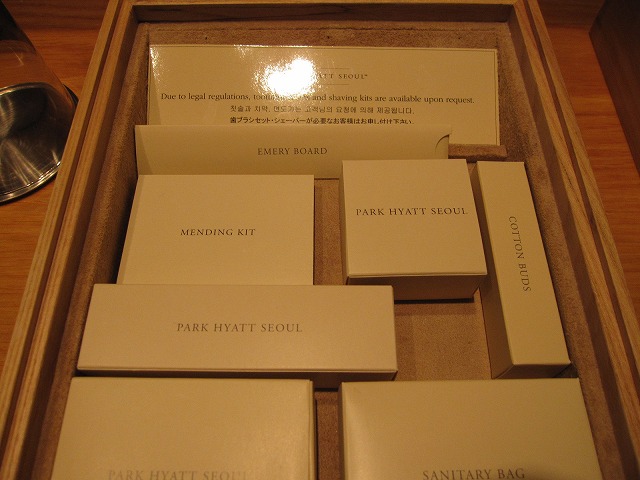 HYATT SEOUL
Due to legal regulations, and shaving kits are available upon request.
칫솔과 치약, 면도기는 고객님의 요청에 의해 제공됩니다.
歯ブラシセット・シェーバーが必要なお客様はお申し付け下さい。
EMERY BOARD
MENDING KIT
PARK HYATT SEOUL
COTTON BUDS
PARK HYATT SEOUL
PARK HYATT SEOUL
SANITARY BAG